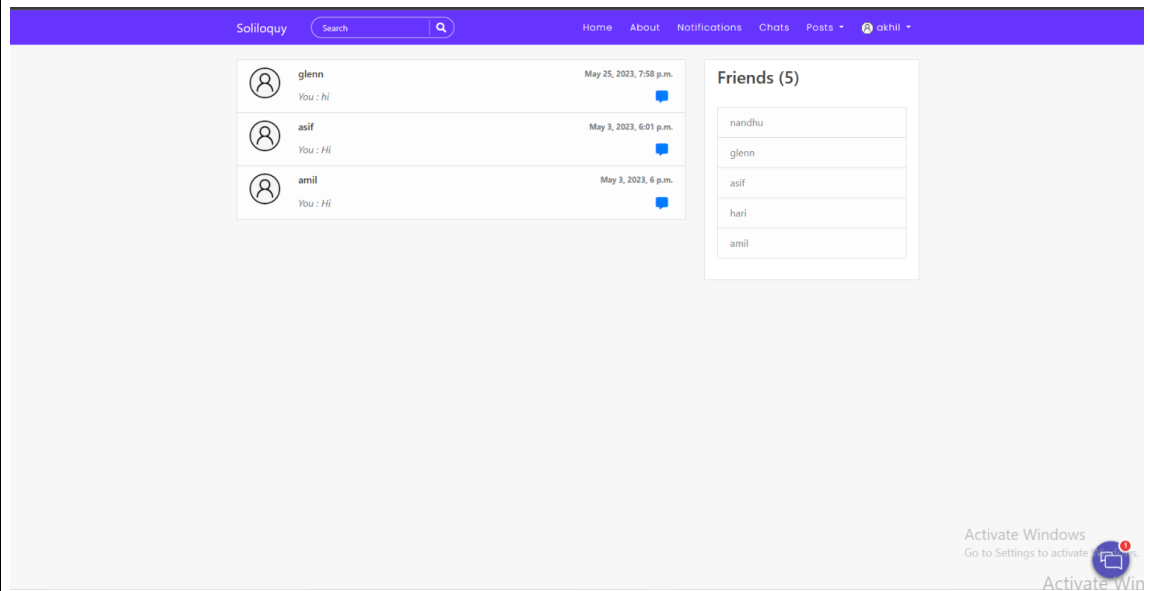 Soliloquy Search Home About Notifications Chats Posts akhil
glenn May 25, 2023, 7:58 p.m.
You : hi
asif May 3, 2023, 6:01 p.m.
You : Hi
amil May 3, 2023, 6 p.m.
You : Hi
Friends (5)
nandhu
glenn
asif
hari
amil
Activate Windows
Go to Settings to activate
1
Activate Win